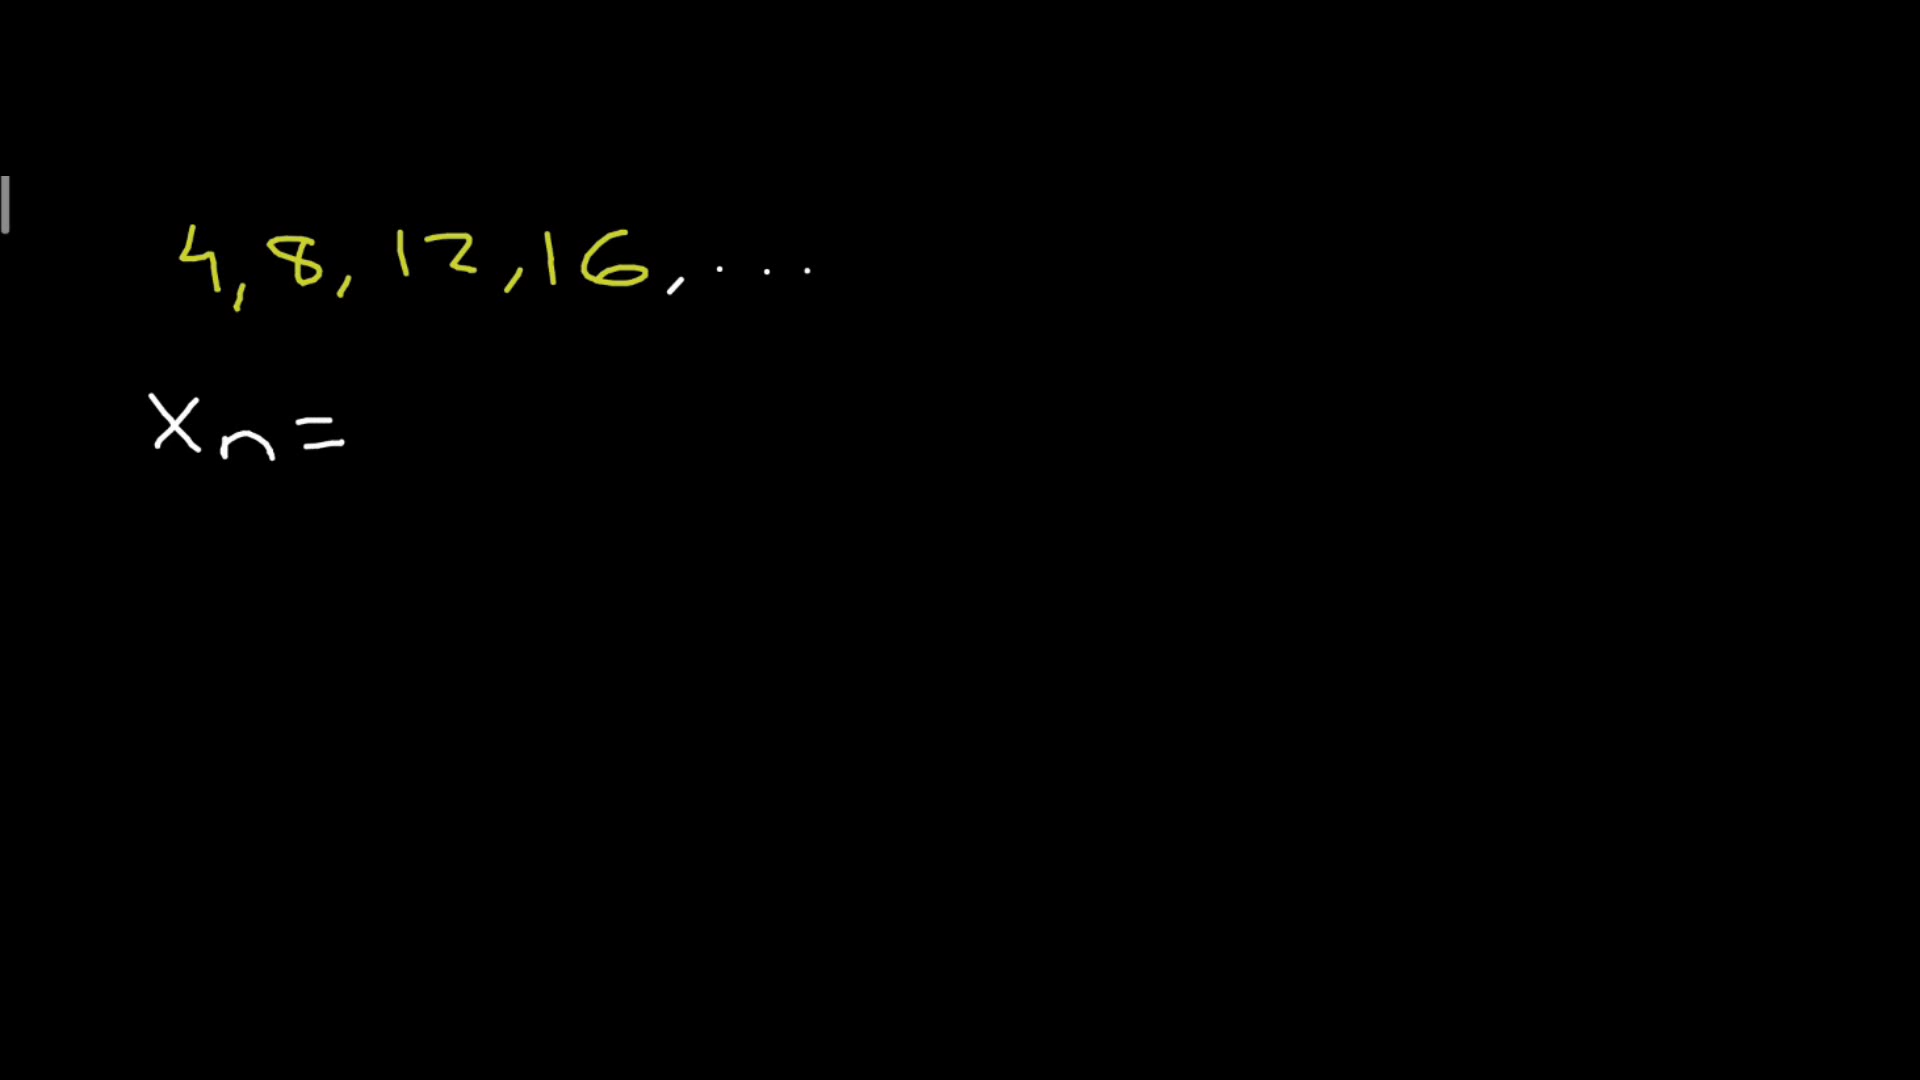 4, 8, 12, 16, . . .
Xn =